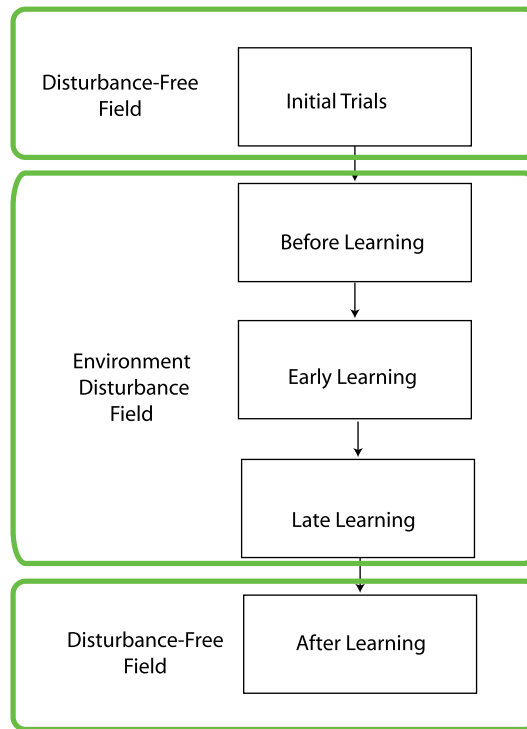 Disturbance-Free
Field
Initial Trials
Before Learning
Early Learning
Environment
Disturbance
Field
Late Learning
Disturbance-Free
Field
After Learning